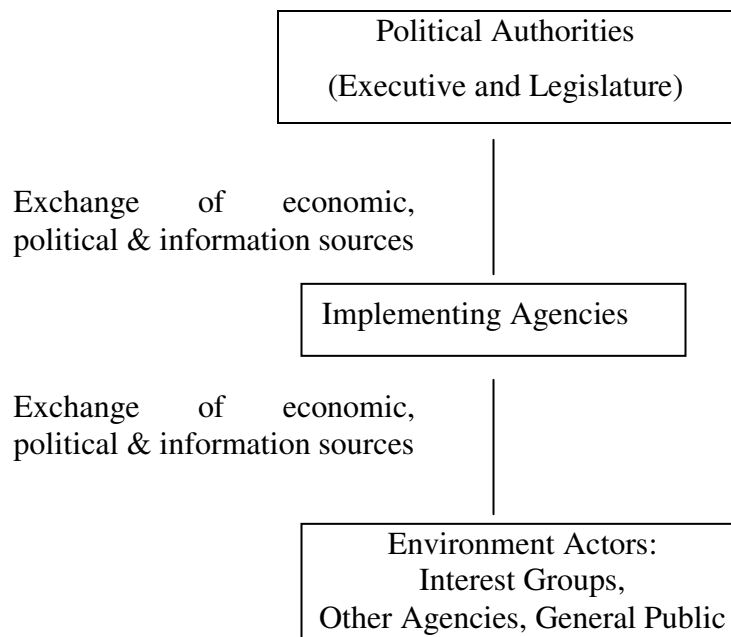 Political Authorities
(Executive and Legislature)
Exchange of economic,
political & information sources
Implementing Agencies
Exchange of economic,
political & information sources
Environment Actors:
Interest Groups,
Other Agencies, General Public